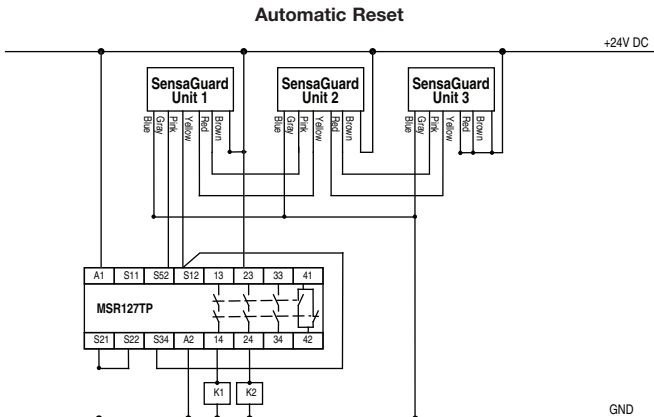 Automatic Reset
+24V DC
SensaGuard
Unit 1
SensaGuard
Unit 2
SensaGuard
Unit 3
Blue
Gray
Pink
Yellow
Red
Brown
Blue
Gray
Pink
Yellow
Red
Brown
Blue
Gray
Pink
Yellow
Red
Brown
A1 S11 S52 S12 13 23 33 41
MSR127TP
S21 S22 S34 A2 14 24 34 42
K1 K2
GND